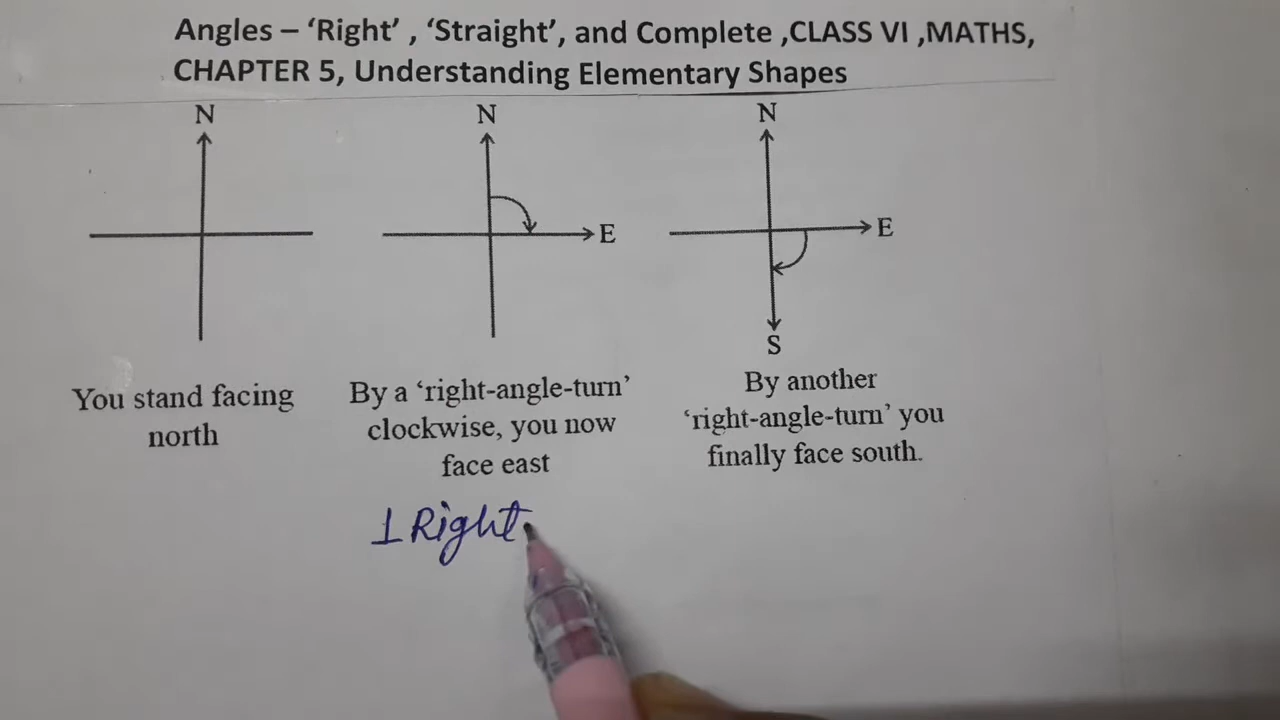 Angles – ‘Right’ , ‘Straight’, and Complete ,CLASS VI ,MATHS,
CHAPTER 5, Understanding Elementary Shapes
N
N
E
N
E
S
You stand facing
north
By a ‘right-angle-turn’
clockwise, you now
face east
By another
‘right-angle-turn’ you
finally face south.
1 Right